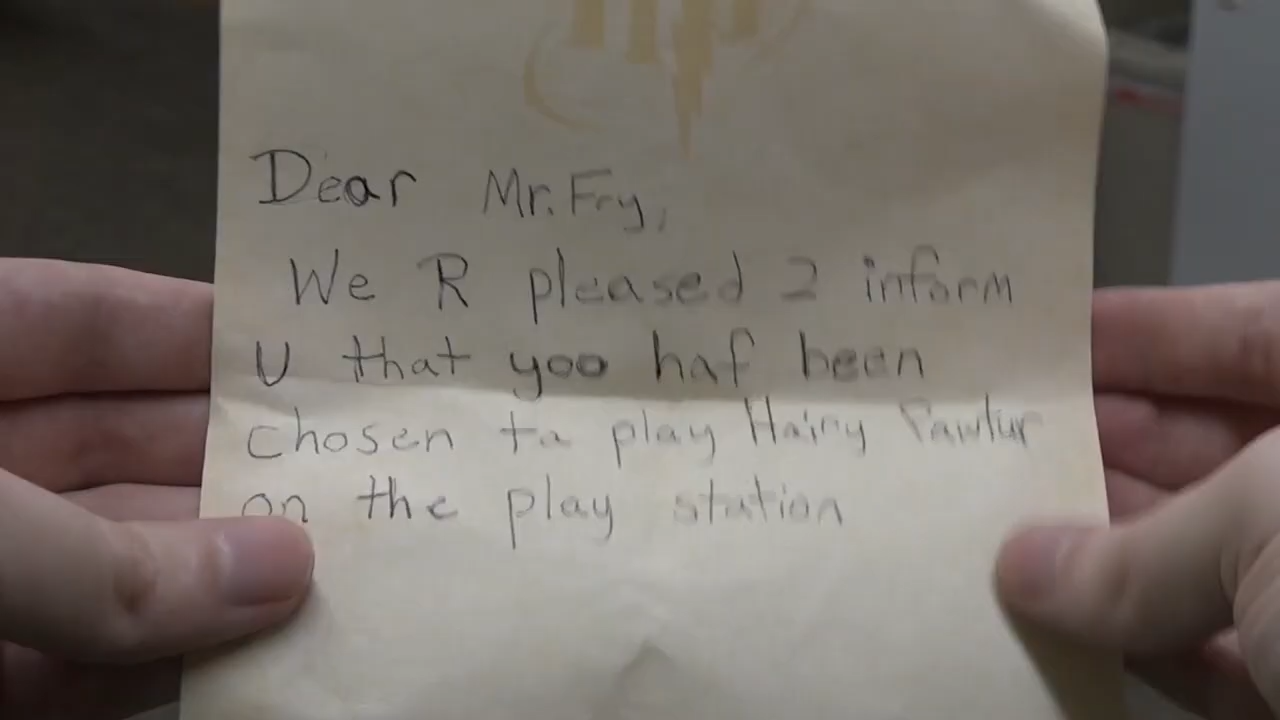 Dear Mr. Fry,
We R pleased 2 inform
U that yoo haf been
chosen ta play Hairy Pawtur
on the play station